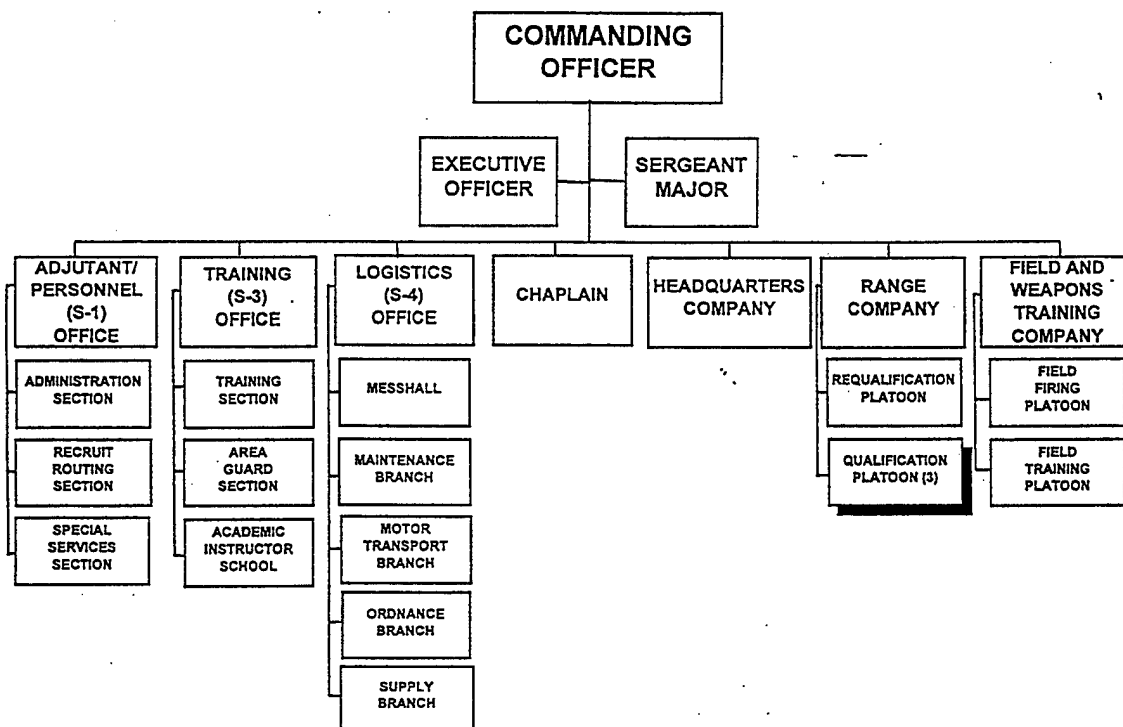 COMMANDING
OFFICER
EXECUTIVE
OFFICER
SERGEANT
MAJOR
ADJUTANT/
PERSONNEL
(S-1)
OFFICE
ADMINISTRATION
SECTION
RECRUIT
ROUTING
SECTION
SPECIAL
SERVICES
SECTION
TRAINING
(S-3)
OFFICE
TRAINING
SECTION
AREA
GUARD
SECTION
ACADEMIC
INSTRUCTOR
SCHOOL
LOGISTICS
(S-4)
OFFICE
MESSHALL
MAINTENANCE
BRANCH
MOTOR
TRANSPORT
BRANCH
ORDNANCE
BRANCH
SUPPLY
BRANCH
CHAPLAIN
HEADQUARTERS
COMPANY
RANGE
COMPANY
REQUALIFICATION
PLATOON
QUALIFICATION
PLATOON (3)
FIELD AND
WEAPONS
TRAINING
COMPANY
FIELD
FIRING
PLATOON
FIELD
TRAINING
PLATOON